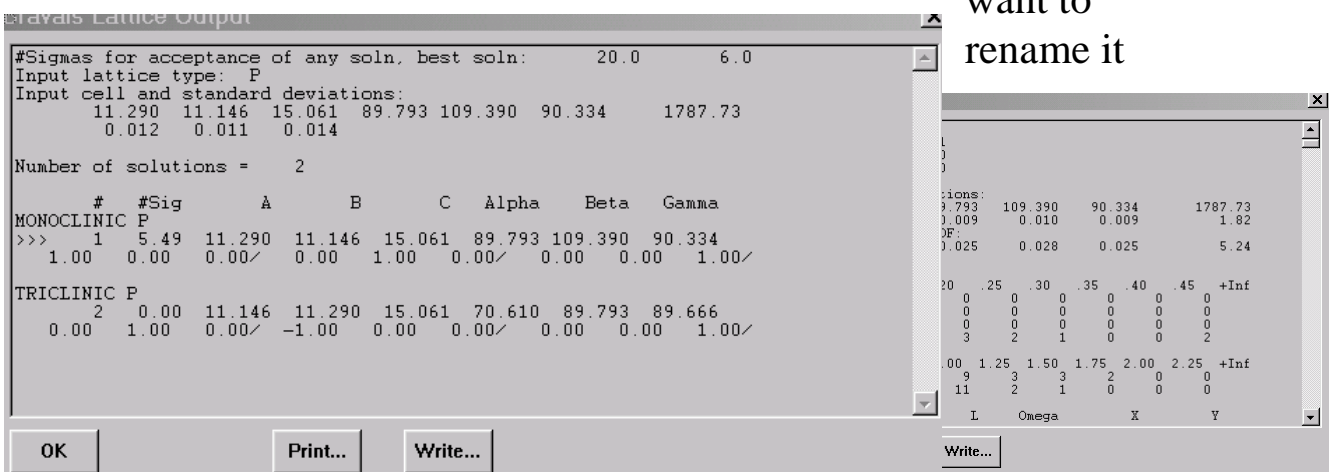 want to
rename it
Bravais Lattice Output
#Sigmas for acceptance of any soln, best soln: 20.0 6.0
Input lattice type: P
Input cell and standard deviations:
11.290 11.146 15.061 89.793 109.390 90.334 1787.73
0.012 0.011 0.014
Number of solutions = 2
# #Sig A B C Alpha Beta Gamma
MONOCLINIC P
>>> 1 5.49 11.290 11.146 15.061 89.793 109.390 90.334
1.00 0.00 0.00/ 0.00 1.00 0.00/ 0.00 0.00 1.00/
TRICLINIC P
2 0.00 11.146 11.290 15.061 70.610 89.793 89.666
0.00 1.00 0.00/ -1.00 0.00 0.00/ 0.00 0.00 1.00/
OK Print... Write...
tions:
9.793 109.390 90.334 1787.73
0.009 0.010 0.009 1.82
OF:
0.025 0.028 0.025 5.24
20 .25 .30 .35 .40 .45 +Inf
0 0 0 0 0 0
0 0 0 0 0 0
0 0 0 0 0 0
3 2 1 0 0 2
.00 1.25 1.50 1.75 2.00 2.25 +Inf
9 3 3 2 0 0
11 2 1 0 0 0
L Omega X Y
Write...